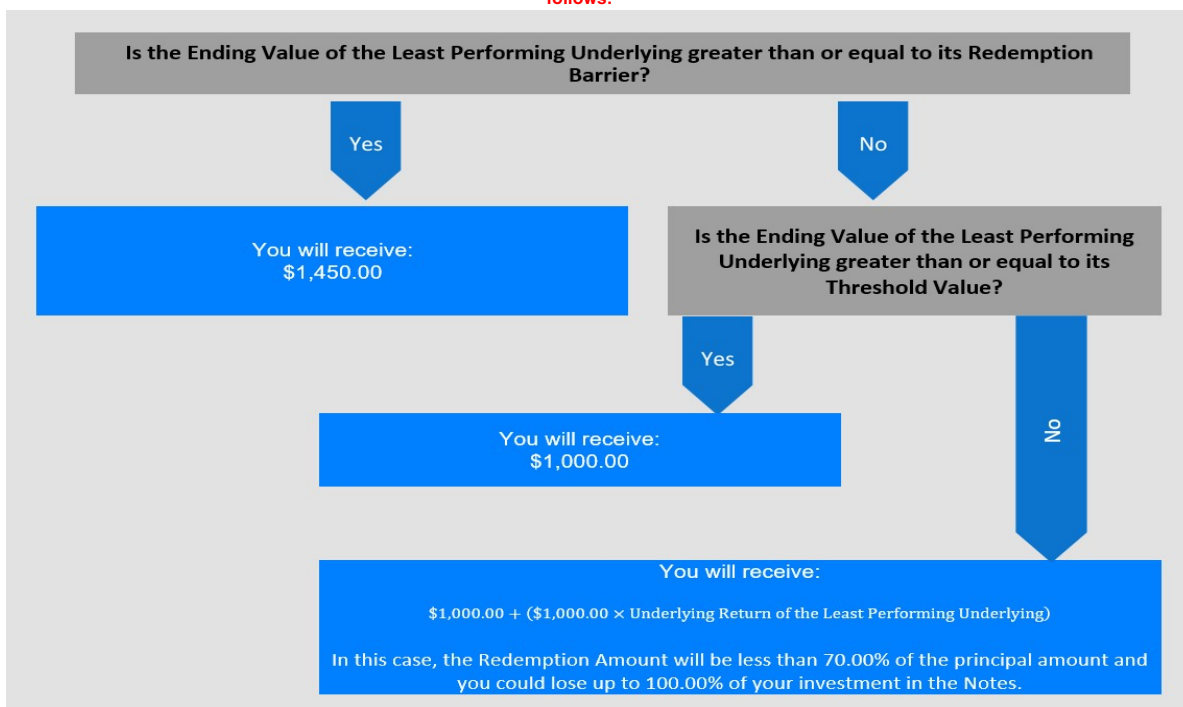 follows:
Is the Ending Value of the Least Performing Underlying greater than or equal to its Redemption
Barrier?
Yes
No
You will receive:
$1,450.00
Is the Ending Value of the Least Performing
Underlying greater than or equal to its
Threshold Value?
Yes
No
You will receive:
$1,000.00
You will receive:
$1,000.00 + ($1,000.00 × Underlying Return of the Least Performing Underlying)
In this case, the Redemption Amount will be less than 70.00% of the principal amount and
you could lose up to 100.00% of your investment in the Notes.